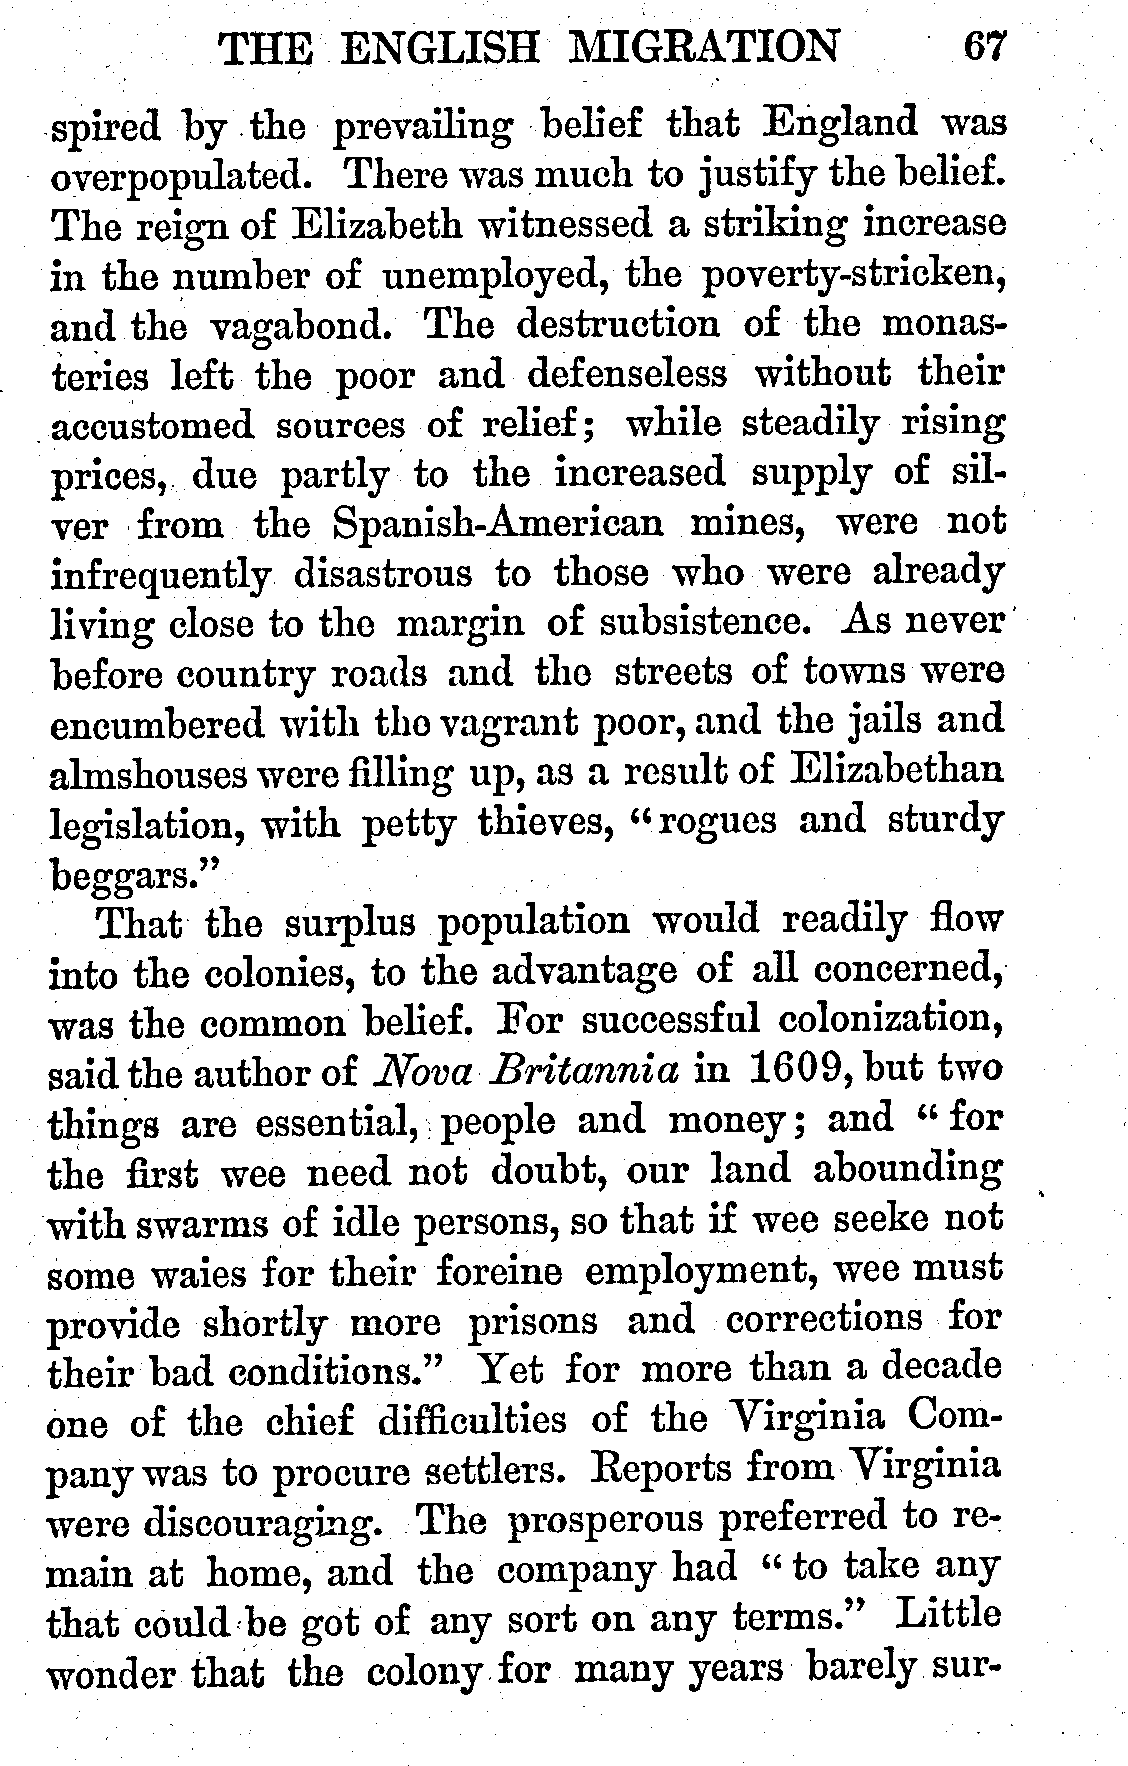 THE ENGLISH MIGRATION 67
spired by the prevailing belief that England was
overpopulated. There was much to justify the belief.
The reign of Elizabeth witnessed a striking increase
in the number of unemployed, the poverty-stricken,
and the vagabond. The destruction of the monas-
teries left the poor and defenseless without their
accustomed sources of relief; while steadily rising
prices, due partly to the increased supply of sil-
ver from the Spanish-American mines, were not
infrequently disastrous to those who were already
living close to the margin of subsistence. As never
before country roads and the streets of towns were
encumbered with the vagrant poor, and the jails and
almshouses were filling up, as a result of Elizabethan
legislation, with petty thieves, "rogues and sturdy
beggars."
That the surplus population would readily flow
into the colonies, to the advantage of all concerned,
was the common belief. For successful colonization,
said the author of Nova Britannia in 1609, but two
things are essential, people and money; and "for
the first wee need not doubt, our land abounding
with swarms of idle persons, so that if wee seeke not
some waies for their foreine employment, wee must
provide shortly more prisons and corrections for
their bad conditions." Yet for more than a decade
one of the chief difficulties of the Virginia Com-
pany was to procure settlers. Reports from Virginia
were discouraging. The prosperous preferred to re-
main at home, and the company had "to take any
that could be got of any sort on any terms." Little
wonder that the colony for many years barely sur-